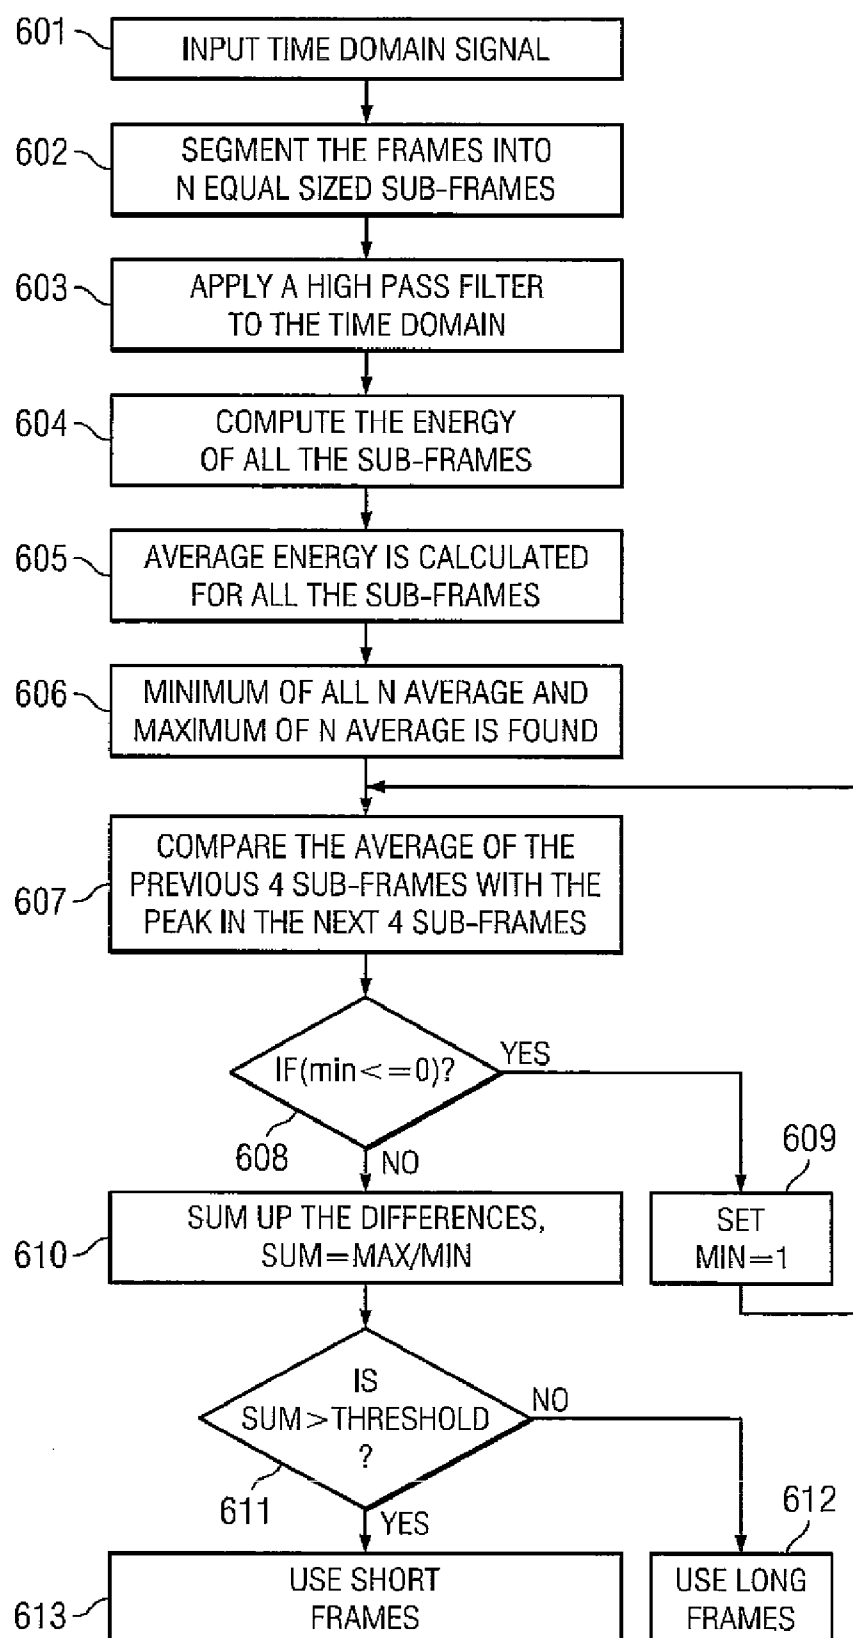 601
INPUT TIME DOMAIN SIGNAL
602
SEGMENT THE FRAMES INTO
N EQUAL SIZED SUB-FRAMES
603
APPLY A HIGH PASS FILTER
TO THE TIME DOMAIN
604
COMPUTE THE ENERGY
OF ALL THE SUB-FRAMES
605
AVERAGE ENERGY IS CALCULATED
FOR ALL THE SUB-FRAMES
606
MINIMUM OF ALL N AVERAGE AND
MAXIMUM OF N AVERAGE IS FOUND
607
COMPARE THE AVERAGE OF THE
PREVIOUS 4 SUB-FRAMES WITH THE
PEAK IN THE NEXT 4 SUB-FRAMES
IF(min<=0)?
YES
608
NO
609
SET
MIN=1
610
SUM UP THE DIFFERENCES,
SUM=MAX/MIN
IS
SUM>THRESHOLD
?
NO
611
YES
612
USE LONG
FRAMES
613
USE SHORT
FRAMES